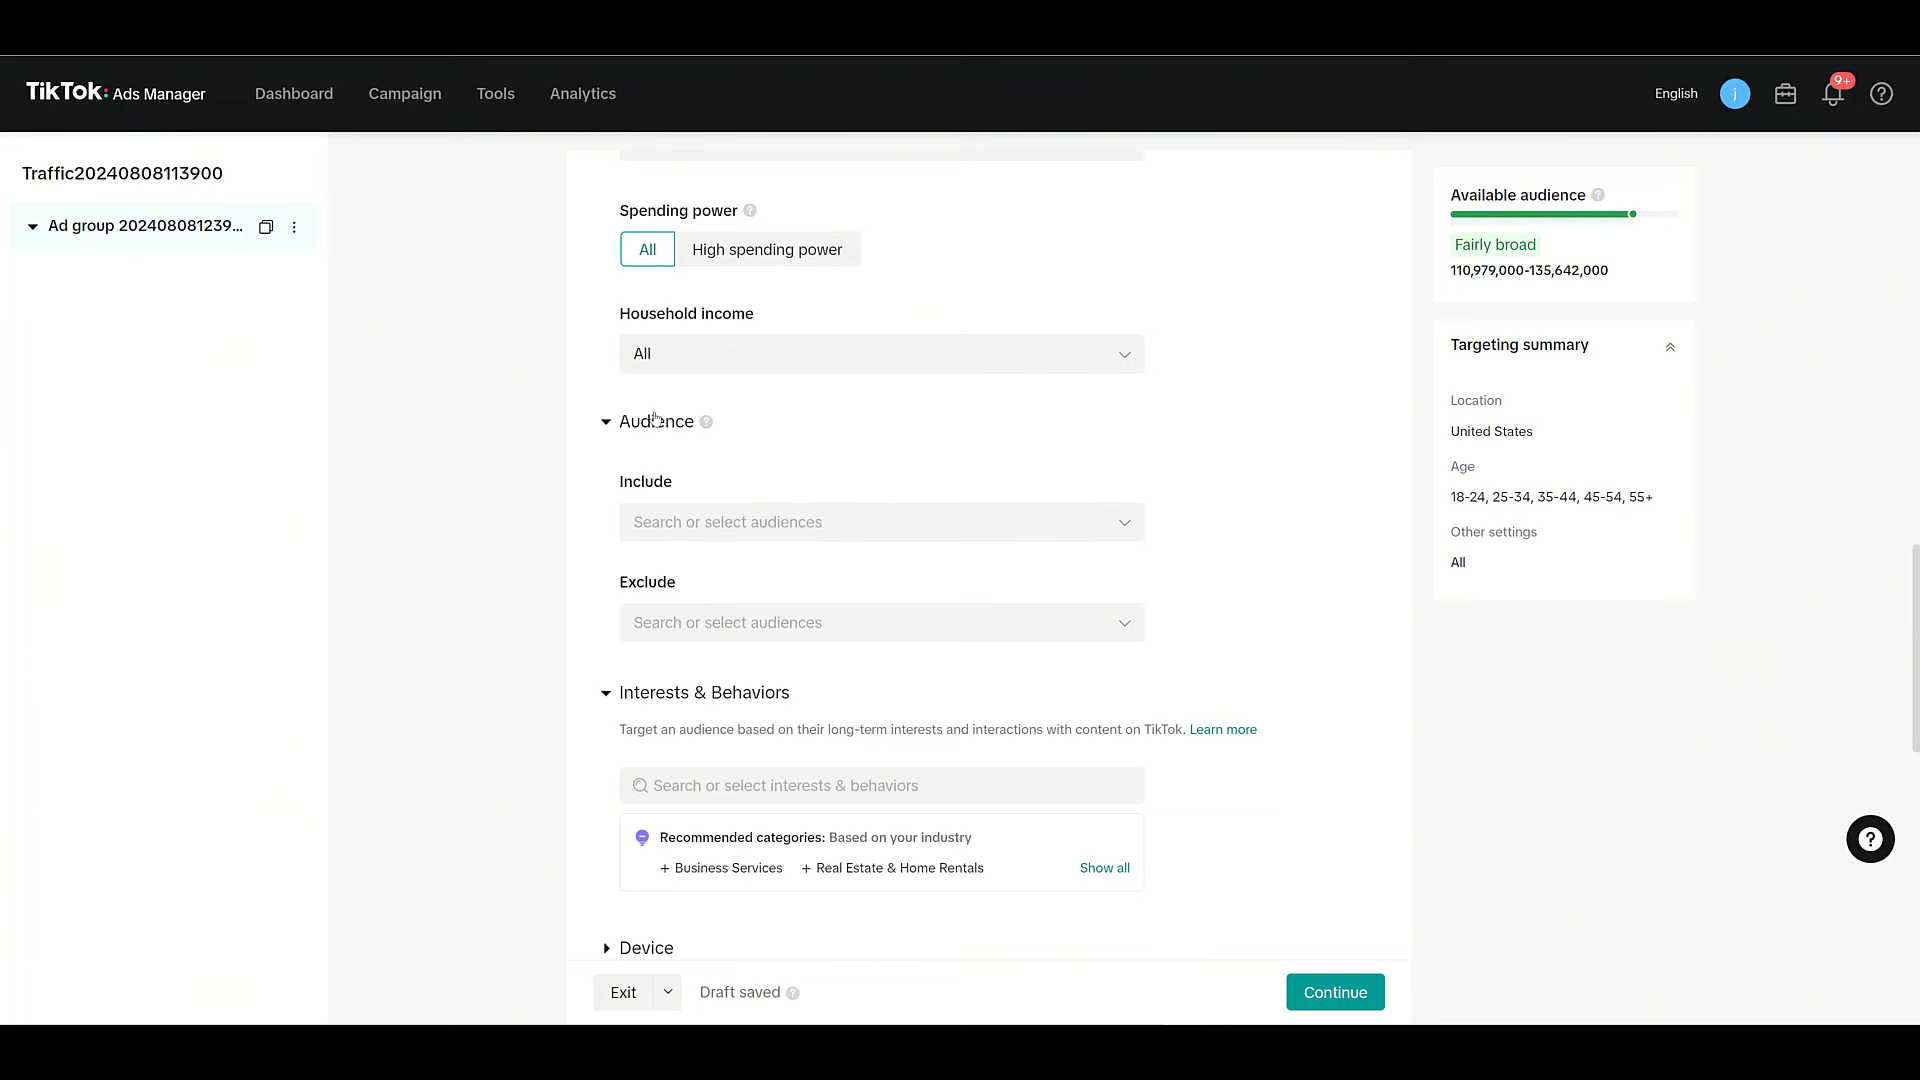 TikTok: Ads Manager
Dashboard
Campaign
Tools
Analytics
English
j
9+
Traffic20240808113900
Ad group 202408081239...
Spending power
All
High spending power
Household income
All
Audience
Include
Search or select audiences
Exclude
Search or select audiences
Interests & Behaviors
Target an audience based on their long-term interests and interactions with content on TikTok. Learn more
Search or select interests & behaviors
Recommended categories: Based on your industry
+ Business Services
+ Real Estate & Home Rentals
Show all
Device
Exit
Draft saved
Continue
Available audience
Fairly broad
110,979,000-135,642,000
Targeting summary
Location
United States
Age
18-24, 25-34, 35-44, 45-54, 55+
Other settings
All